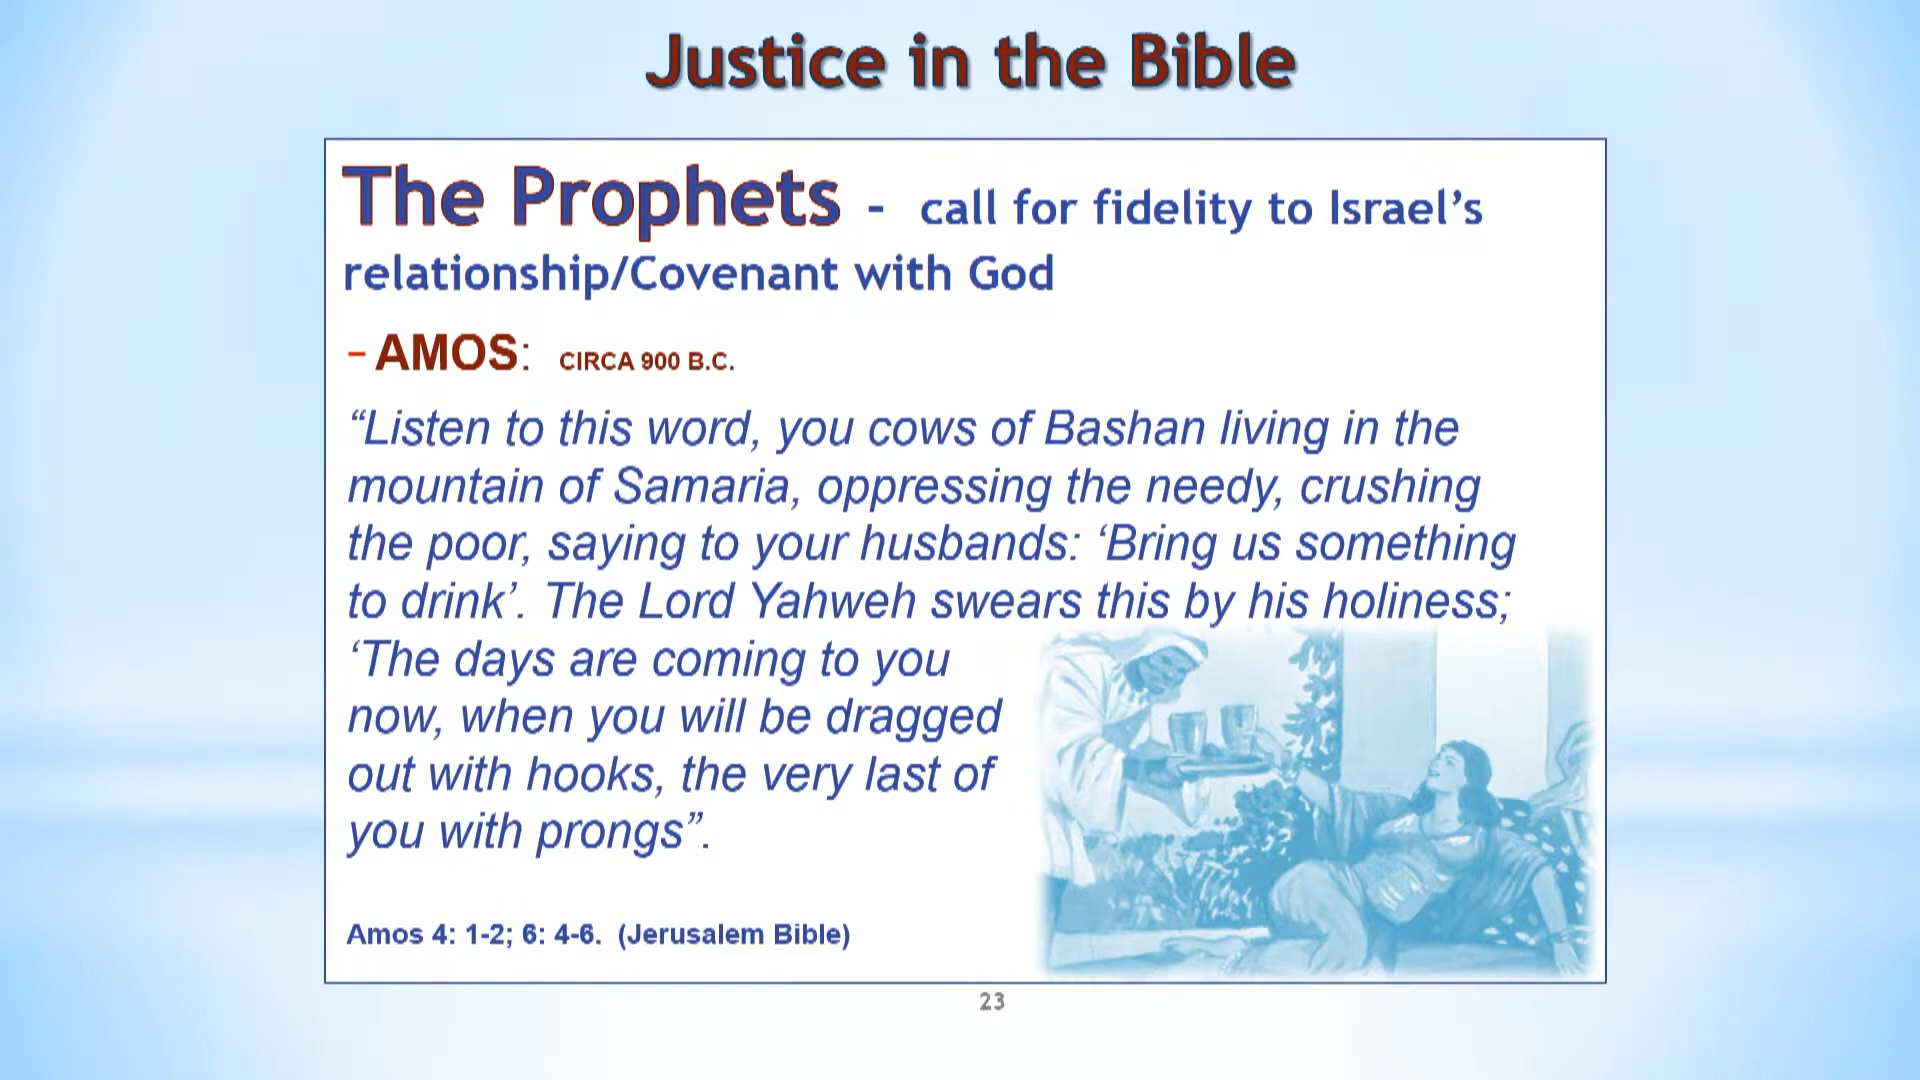 Justice in the Bible
The Prophets - call for fidelity to Israel’s
relationship/Covenant with God
– AMOS: CIRCA 900 B.C.
“Listen to this word, you cows of Bashan living in the
mountain of Samaria, oppressing the needy, crushing
the poor, saying to your husbands: ‘Bring us something
to drink’. The Lord Yahweh swears this by his holiness;
‘The days are coming to you
now, when you will be dragged
out with hooks, the very last of
you with prongs”.
Amos 4: 1-2; 6: 4-6. (Jerusalem Bible)
23